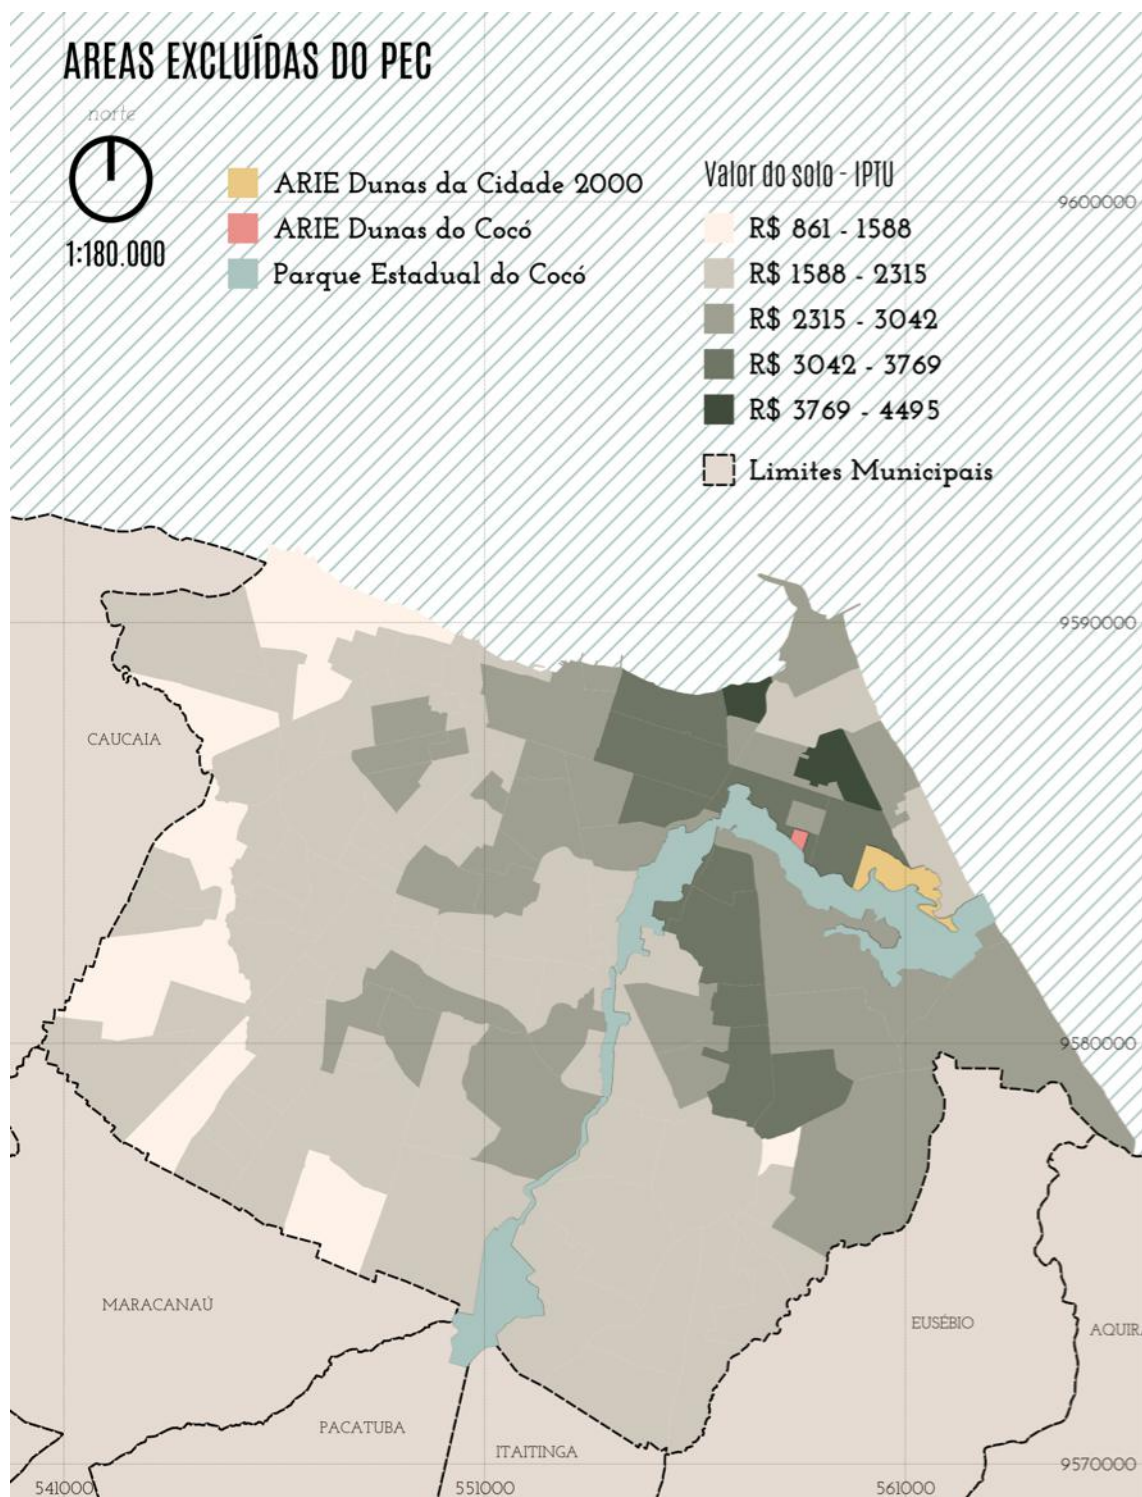 AREAS EXCLUÍDAS DO PEC
norte
1:180.000
ARIE Dunas da Cidade 2000
ARIE Dunas do Cocó
Parque Estadual do Cocó
Valor do solo - IPTU
R$ 861 - 1588
R$ 1588 - 2315
R$ 2315 - 3042
R$ 3042 - 3769
R$ 3769 - 4495
Limites Municipais
9600000
9590000
CAUCAIA
9580000
MARACANAÚ
EUSÉBIO
AQUIR
PACATUBA
ITAITINGA
9570000
541000
551000
561000